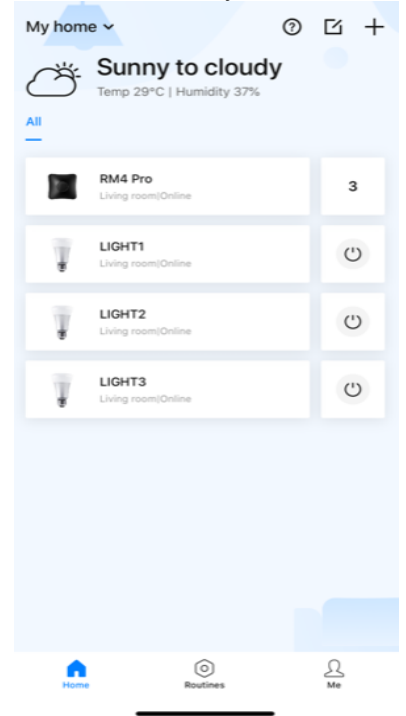 My home
Sunny to cloudy
Temp 29°C | Humidity 37%
All
RM4 Pro
Living room|Online
3
LIGHT1
Living room|Online
LIGHT2
Living room|Online
LIGHT3
Living room|Online
Home
Routines
Me